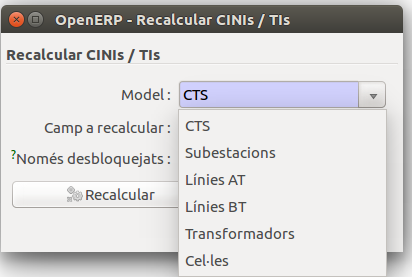 OpenERP - Recalcular CINIs / TIs
Recalcular CINIs / TIs
Model : CTS
Camp a recalcular :
?Només desbloquejats :
Recalcular
CTS
Subestacions
Línies AT
Línies BT
Transformadors
Cel·les